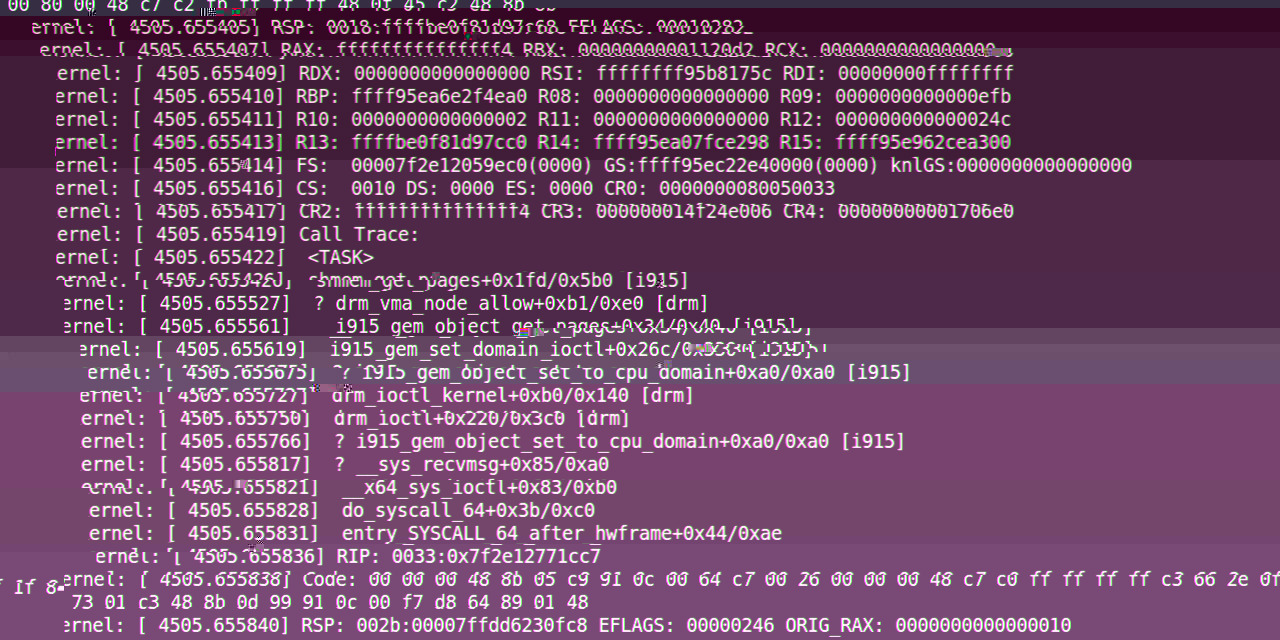 00 80 00 48 c7 c2 fb ff ff ff 48 0f 45 c2 48 8b
ernel: [ 4505.655405] RSP: 0018:ffffbe0f81d97c68 EFLAGS: 00010282
ernel: [ 4505.655407] RAX: fffffffffffffff4 RBX: 00000000001120d2 RCX:
ernel: [ 4505.655409] RDX: 0000000000000000 RSI: ffffffff95b8175c RDI: 00000000ffffffff
ernel: [ 4505.655410] RBP: ffff95ea6e2f4ea0 R08: 0000000000000000 R09: 0000000000000efb
ernel: [ 4505.655411] R10: 0000000000000002 R11: 0000000000000000 R12: 000000000000024c
ernel: [ 4505.655413] R13: ffffbe0f81d97cc0 R14: ffff95ea07fce298 R15: ffff95e962cea300
ernel: [ 4505.655414] FS:  00007f2e12059ec0(0000) GS:ffff95ec22e40000(0000) knlGS:0000000000000000
ernel: [ 4505.655416] CS:  0010 DS: 0000 ES: 0000 CR0: 0000000080050033
ernel: [ 4505.655417] CR2: fffffffffffffff4 CR3: 000000014f24e006 CR4: 00000000001706e0
ernel: [ 4505.655419] Call Trace:
ernel: [ 4505.655422]  <TASK>
ernel: [ 4505.655426]  shmem_get_pages+0x1fd/0x5b0 [i915]
ernel: [ 4505.655527]  ? drm_vma_node_allow+0xb1/0xe0 [drm]
ernel: [ 4505.655561]  __i915_gem_object_get_pages+0x34/0x40 [i915]
ernel: [ 4505.655619]  i915_gem_set_domain_ioctl+0x26c/
ernel: [ 4505.655673]  ? i915_gem_object_set_to_cpu_domain+0xa0/0xa0 [i915]
ernel: [ 4505.655727]  drm_ioctl_kernel+0xb0/0x140 [drm]
ernel: [ 4505.655750]  drm_ioctl+0x220/0x3c0 [drm]
ernel: [ 4505.655766]  ? i915_gem_object_set_to_cpu_domain+0xa0/0xa0 [i915]
ernel: [ 4505.655817]  ? __sys_recvmsg+0x85/0xa0
ernel: [ 4505.655821]  __x64_sys_ioctl+0x83/0xb0
ernel: [ 4505.655828]  do_syscall_64+0x3b/0xc0
ernel: [ 4505.655831]  entry_SYSCALL_64_after_hwframe+0x44/0xae
ernel: [ 4505.655836] RIP: 0033:0x7f2e12771cc7
ernel: [ 4505.655838] Code: 00 00 00 48 8b 05 c9 91 0c 00 64 c7 00 26 00 00 00 48 c7 c0 ff ff ff ff c3 66 2e 0f
1f 8
73 01 c3 48 8b 0d 99 91 0c 00 f7 d8 64 89 01 48
ernel: [ 4505.655840] RSP: 002b:00007ffdd6230fc8 EFLAGS: 00000246 ORIG_RAX: 0000000000000010